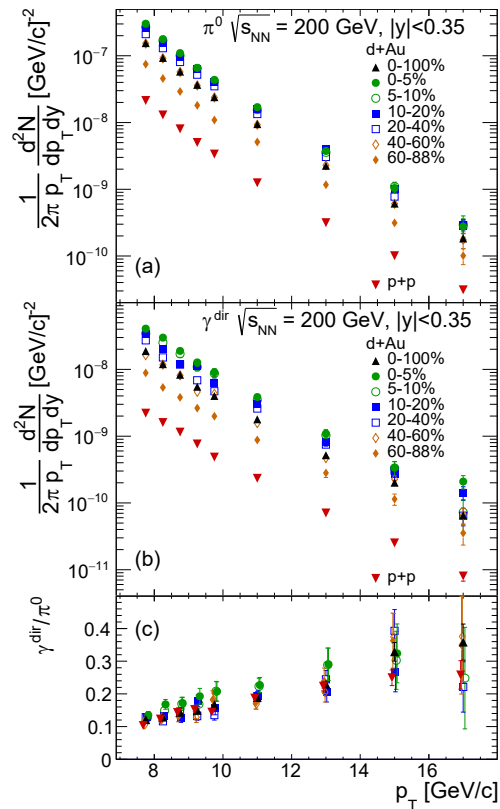 π⁰ √s_NN = 200 GeV, |y|<0.35
d+Au
0-100%
0-5%
5-10%
10-20%
20-40%
40-60%
60-88%
p+p
(a)
10⁻⁷
10⁻⁸
10⁻⁹
10⁻¹⁰
1/(2π p_T) d²N/(dp_T dy) [GeV/c]⁻²
γ^dir √s_NN = 200 GeV, |y|<0.35
d+Au
0-100%
0-5%
5-10%
10-20%
20-40%
40-60%
60-88%
p+p
(b)
10⁻⁸
10⁻⁹
10⁻¹⁰
10⁻¹¹
1/(2π p_T) d²N/(dp_T dy) [GeV/c]⁻²
(c)
γ^dir/π⁰
0.4
0.3
0.2
0.1
0
8 10 12 14 16
p_T [GeV/c]